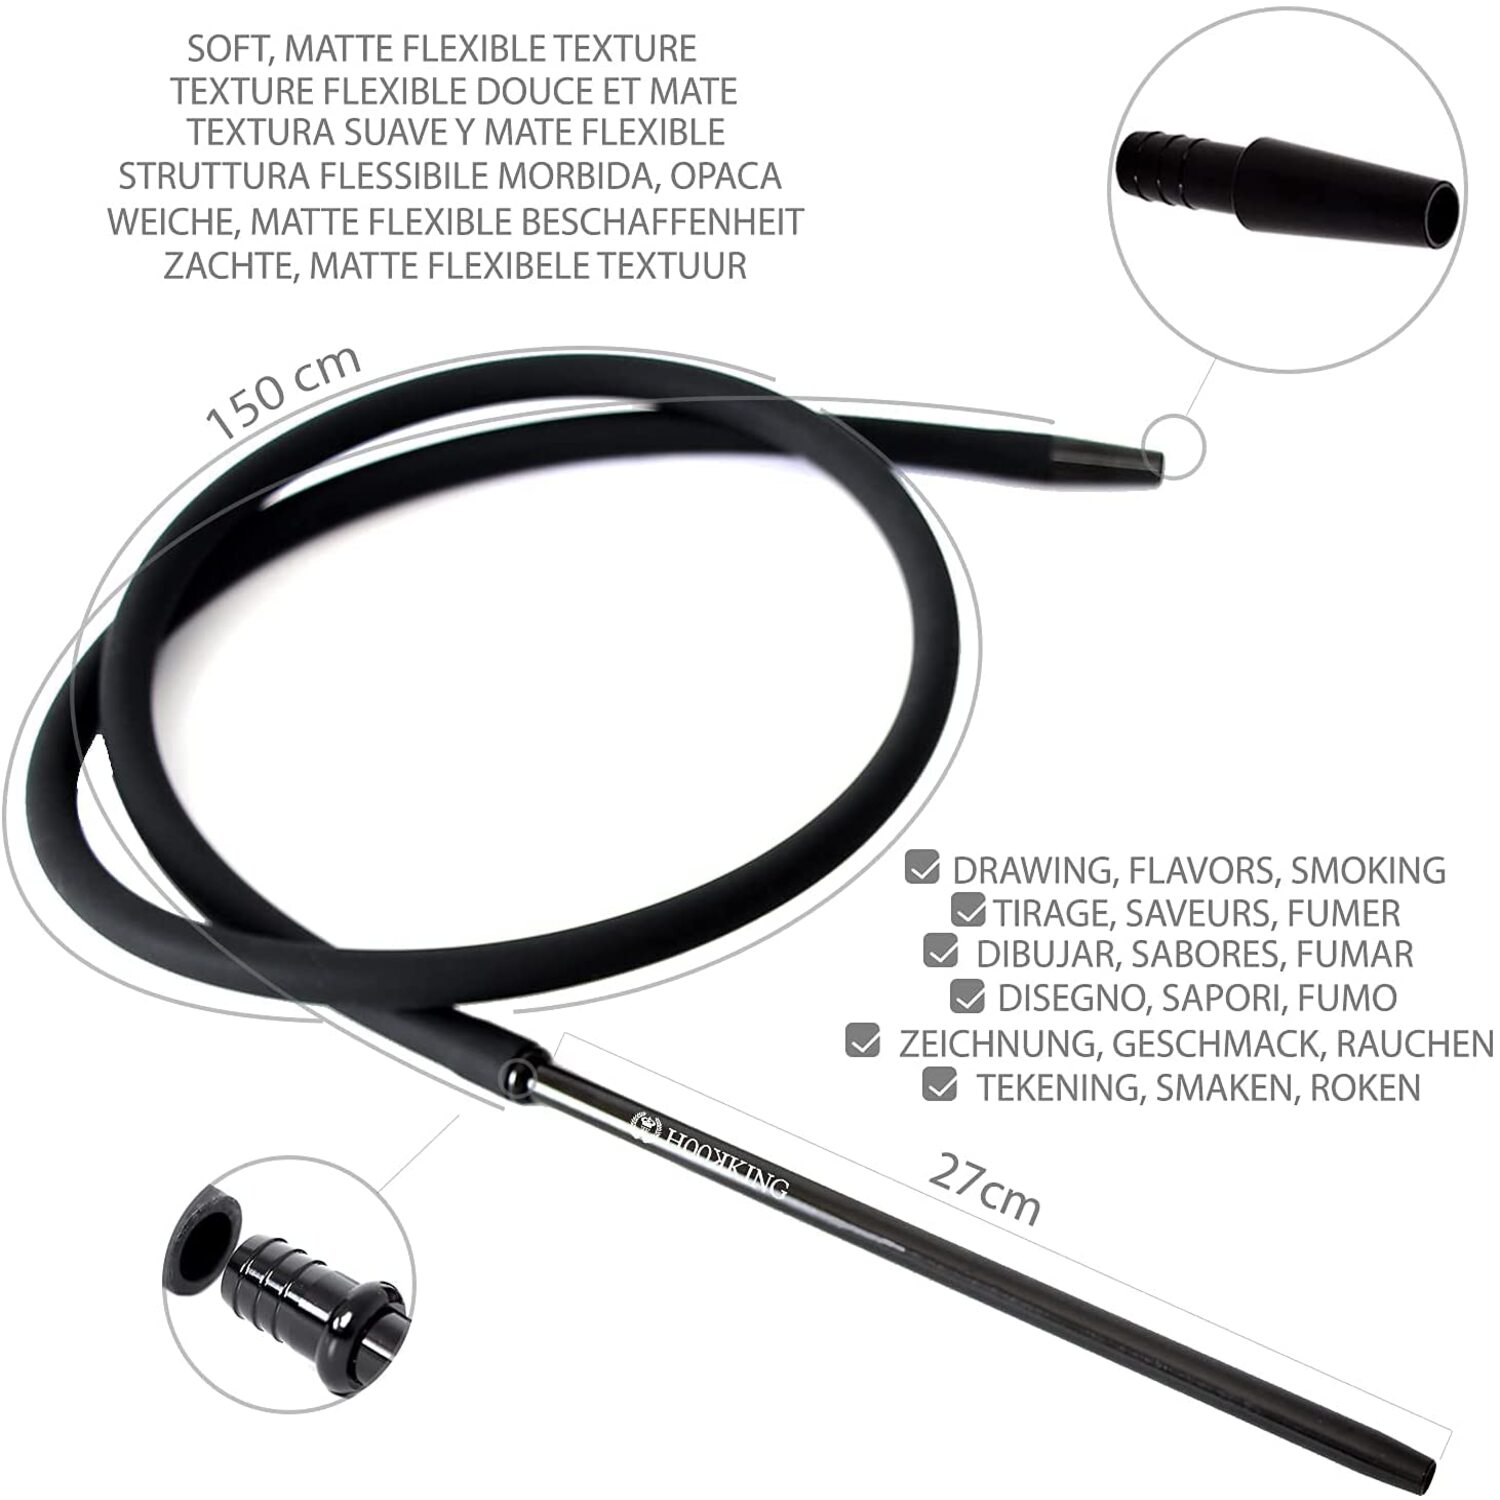 SOFT, MATTE FLEXIBLE TEXTURE
TEXTURE FLEXIBLE DOUCE ET MATE
TEXTURA SUAVE Y MATE FLEXIBLE
STRUTTURA FLESSIBILE MORBIDA, OPACA
WEICHE, MATTE FLEXIBLE BESCHAFFENHEIT
ZACHTE, MATTE FLEXIBELE TEXTUUR
150 cm
DRAWING, FLAVORS, SMOKING
TIRAGE, SAVEURS, FUMER
DIBUJAR, SABORES, FUMAR
DISEGNO, SAPORI, FUMO
ZEICHNUNG, GESCHMACK, RAUCHEN
TEKENING, SMAKEN, ROKEN
HOOKKING
27cm